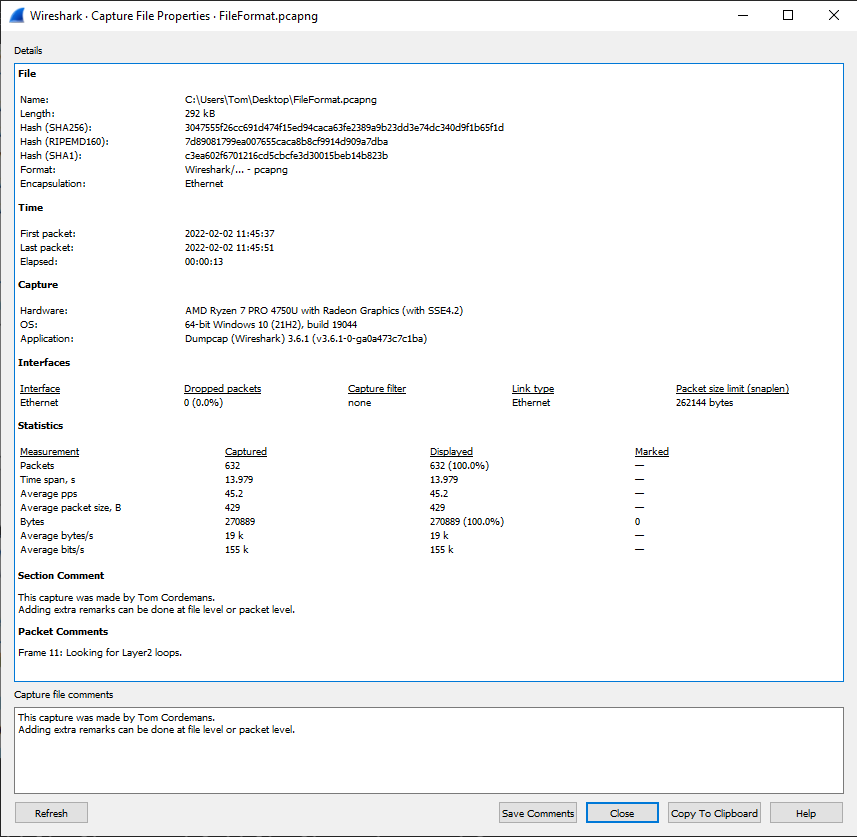 Wireshark · Capture File Properties · FileFormat.pcapng
Details
File
Name: C:\Users\Tom\Desktop\FileFormat.pcapng
Length: 292 kB
Hash (SHA256): 3047555f26cc691d474f15ed94caca63fe2389a9b23dd3e74dc340d9f1b65f1d
Hash (RIPEMD160): 7d89081799ea007655caca8b8cf9914d909a7dba
Hash (SHA1): c3ea602f6701216cd5cbcfe3d30015beb14b823b
Format: Wireshark/... - pcapng
Encapsulation: Ethernet
Time
First packet: 2022-02-02 11:45:37
Last packet: 2022-02-02 11:45:51
Elapsed: 00:00:13
Capture
Hardware: AMD Ryzen 7 PRO 4750U with Radeon Graphics (with SSE4.2)
OS: 64-bit Windows 10 (21H2), build 19044
Application: Dumpcap (Wireshark) 3.6.1 (v3.6.1-0-ga0a473c7c1ba)
Interfaces
Interface Dropped packets Capture filter Link type Packet size limit (snaplen)
Ethernet 0 (0.0%) none Ethernet 262144 bytes
Statistics
Measurement Captured Displayed Marked
Packets 632 632 (100.0%) —
Time span, s 13.979 13.979 —
Average pps 45.2 45.2 —
Average packet size, B 429 429 —
Bytes 270889 270889 (100.0%) 0
Average bytes/s 19 k 19 k —
Average bits/s 155 k 155 k —
Section Comment
This capture was made by Tom Cordemans.
Adding extra remarks can be done at file level or packet level.
Packet Comments
Frame 11: Looking for Layer2 loops.
Capture file comments
This capture was made by Tom Cordemans.
Adding extra remarks can be done at file level or packet level.
Refresh Save Comments Close Copy To Clipboard Help